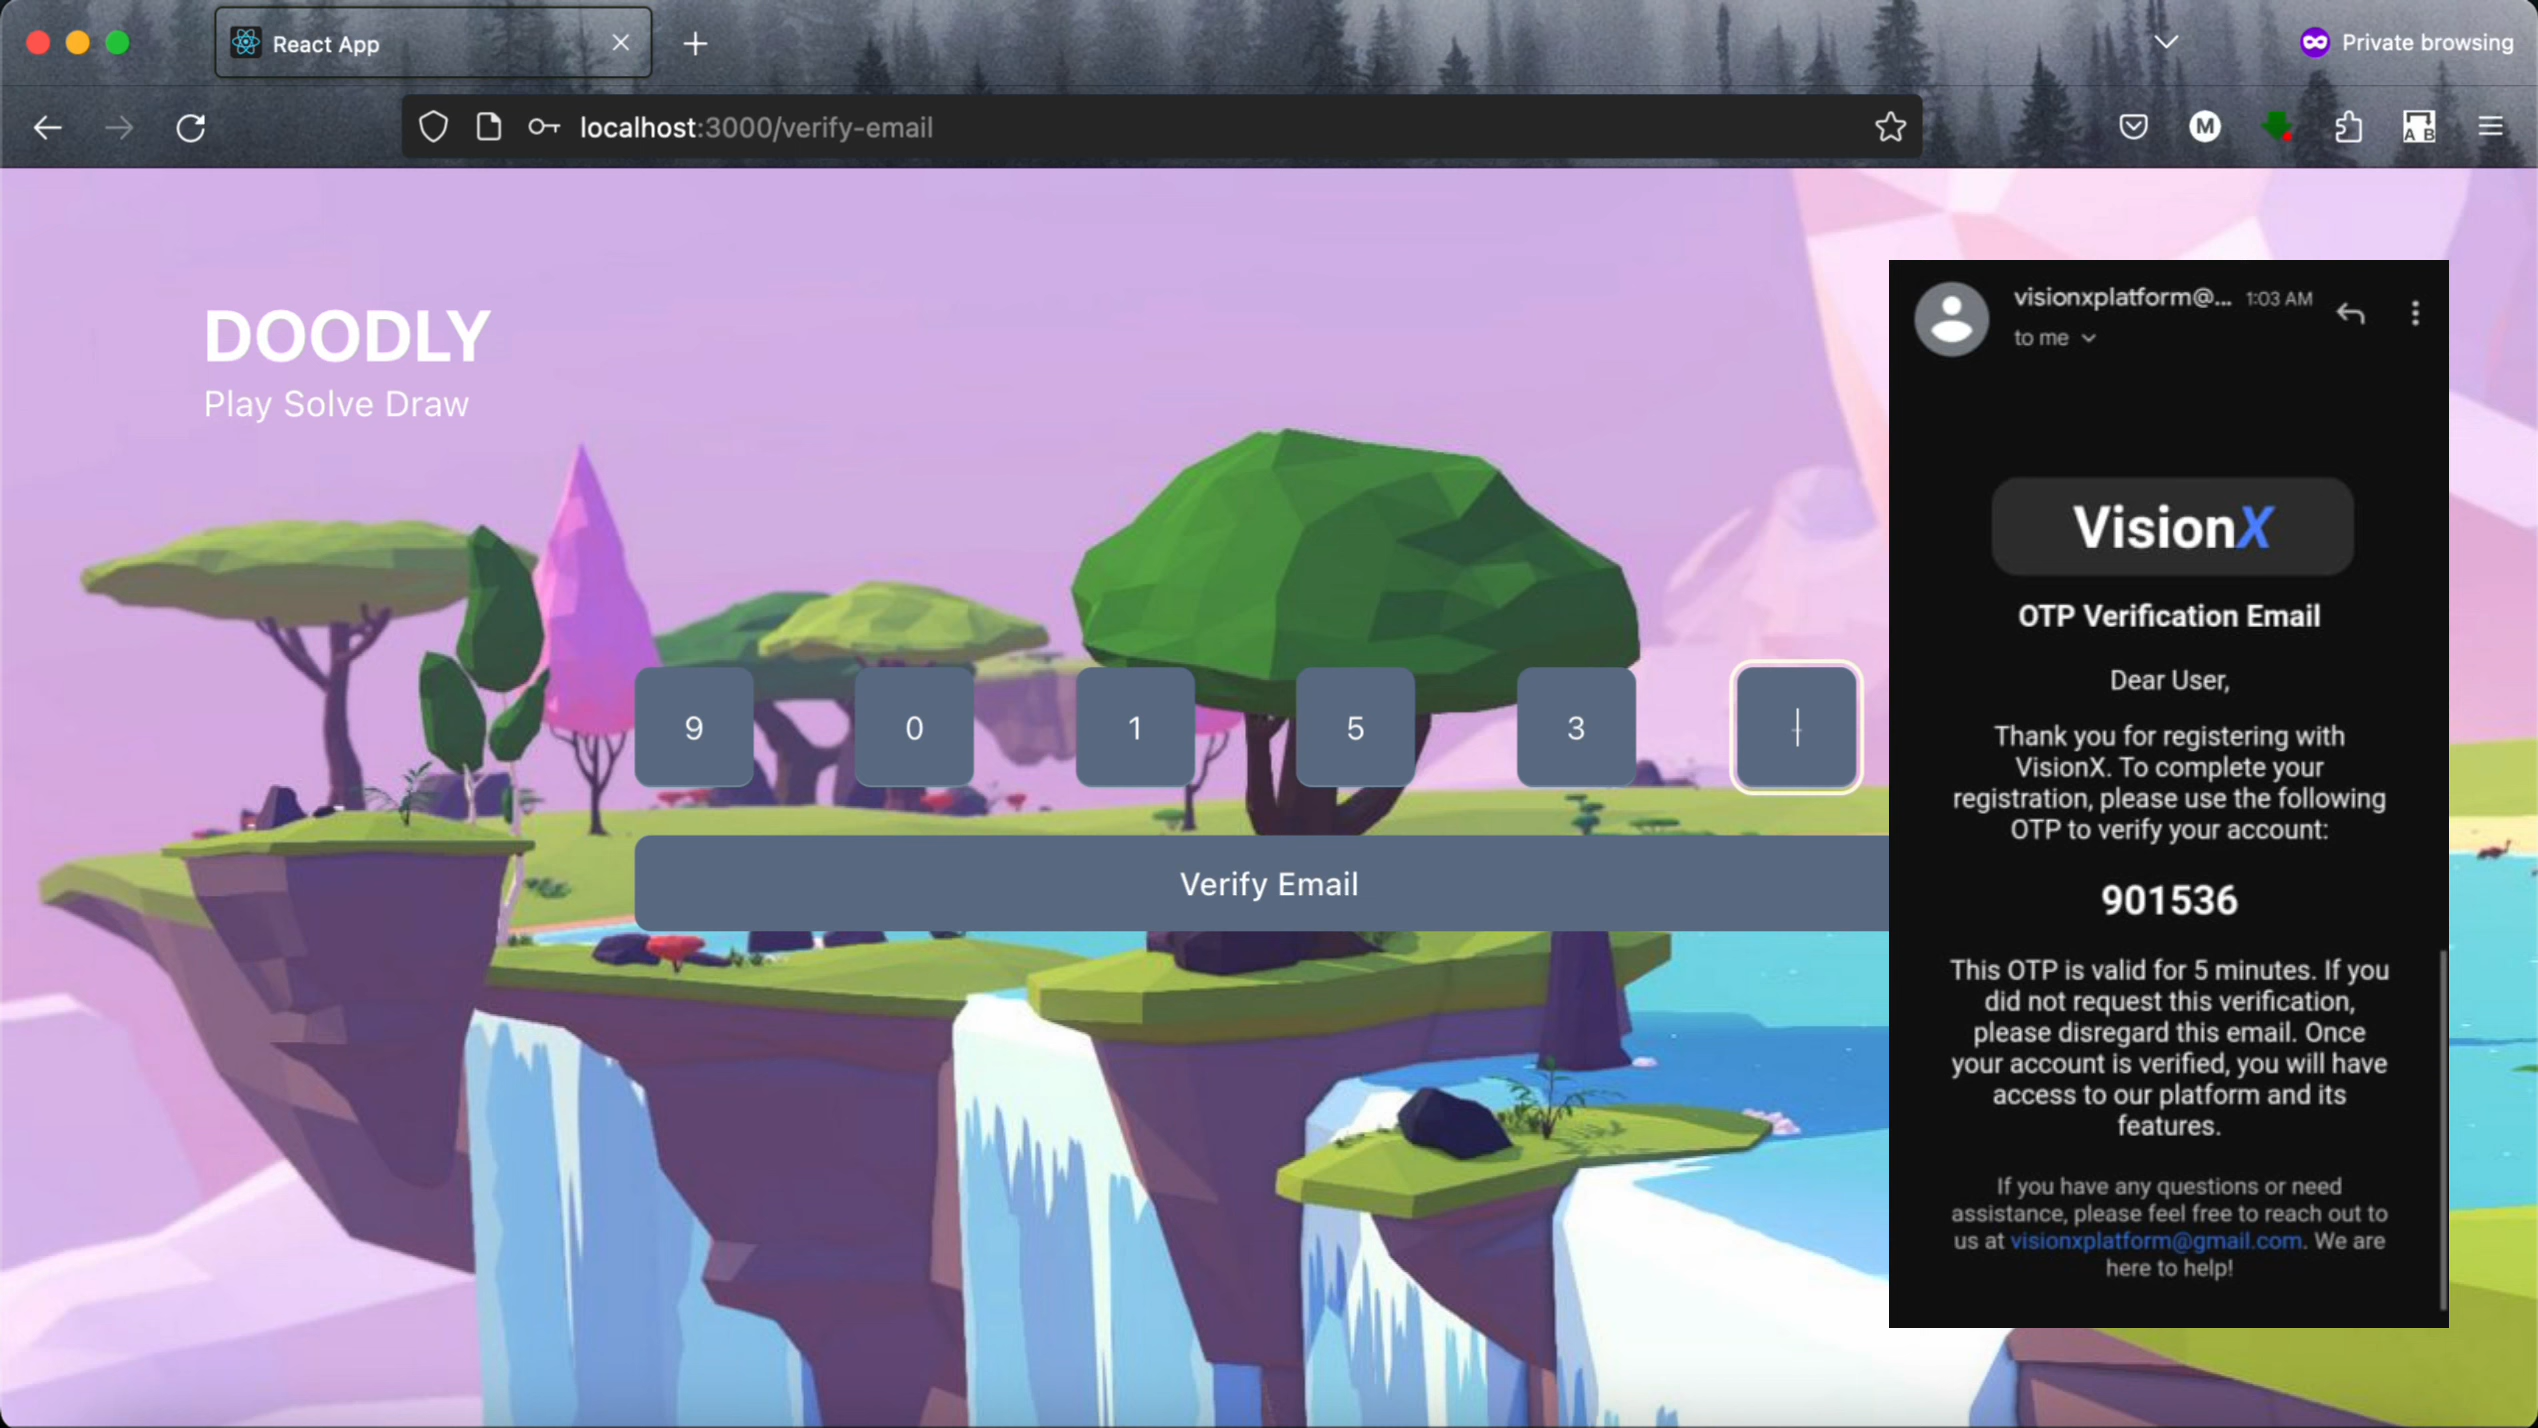 React App
Private browsing
localhost:3000/verify-email
M
A B
DOODLY
Play Solve Draw
9
0
1
5
3
-
Verify Email
visionxplatform@... 1:03 AM
to me
VisionX
OTP Verification Email
Dear User,
Thank you for registering with
VisionX. To complete your
registration, please use the following
OTP to verify your account:
901536
This OTP is valid for 5 minutes. If you
did not request this verification,
please disregard this email. Once
your account is verified, you will have
access to our platform and its
features.
If you have any questions or need
assistance, please feel free to reach out to
us at visionxplatform@gmail.com. We are
here to help!